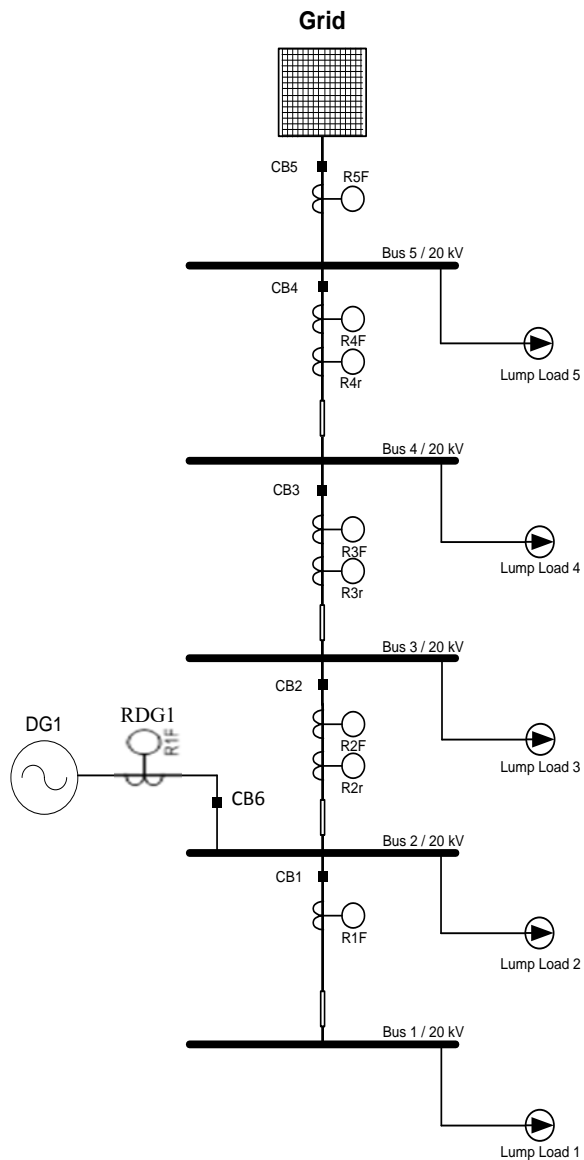 Grid
CB5
R5F
Bus 5 / 20 kV
CB4
R4F
R4r
Lump Load 5
Bus 4 / 20 kV
CB3
R3F
R3r
Lump Load 4
Bus 3 / 20 kV
CB2
DG1
RDG1
R1F
R2F
R2r
Lump Load 3
CB6
Bus 2 / 20 kV
CB1
R1F
Lump Load 2
Bus 1 / 20 kV
Lump Load 1